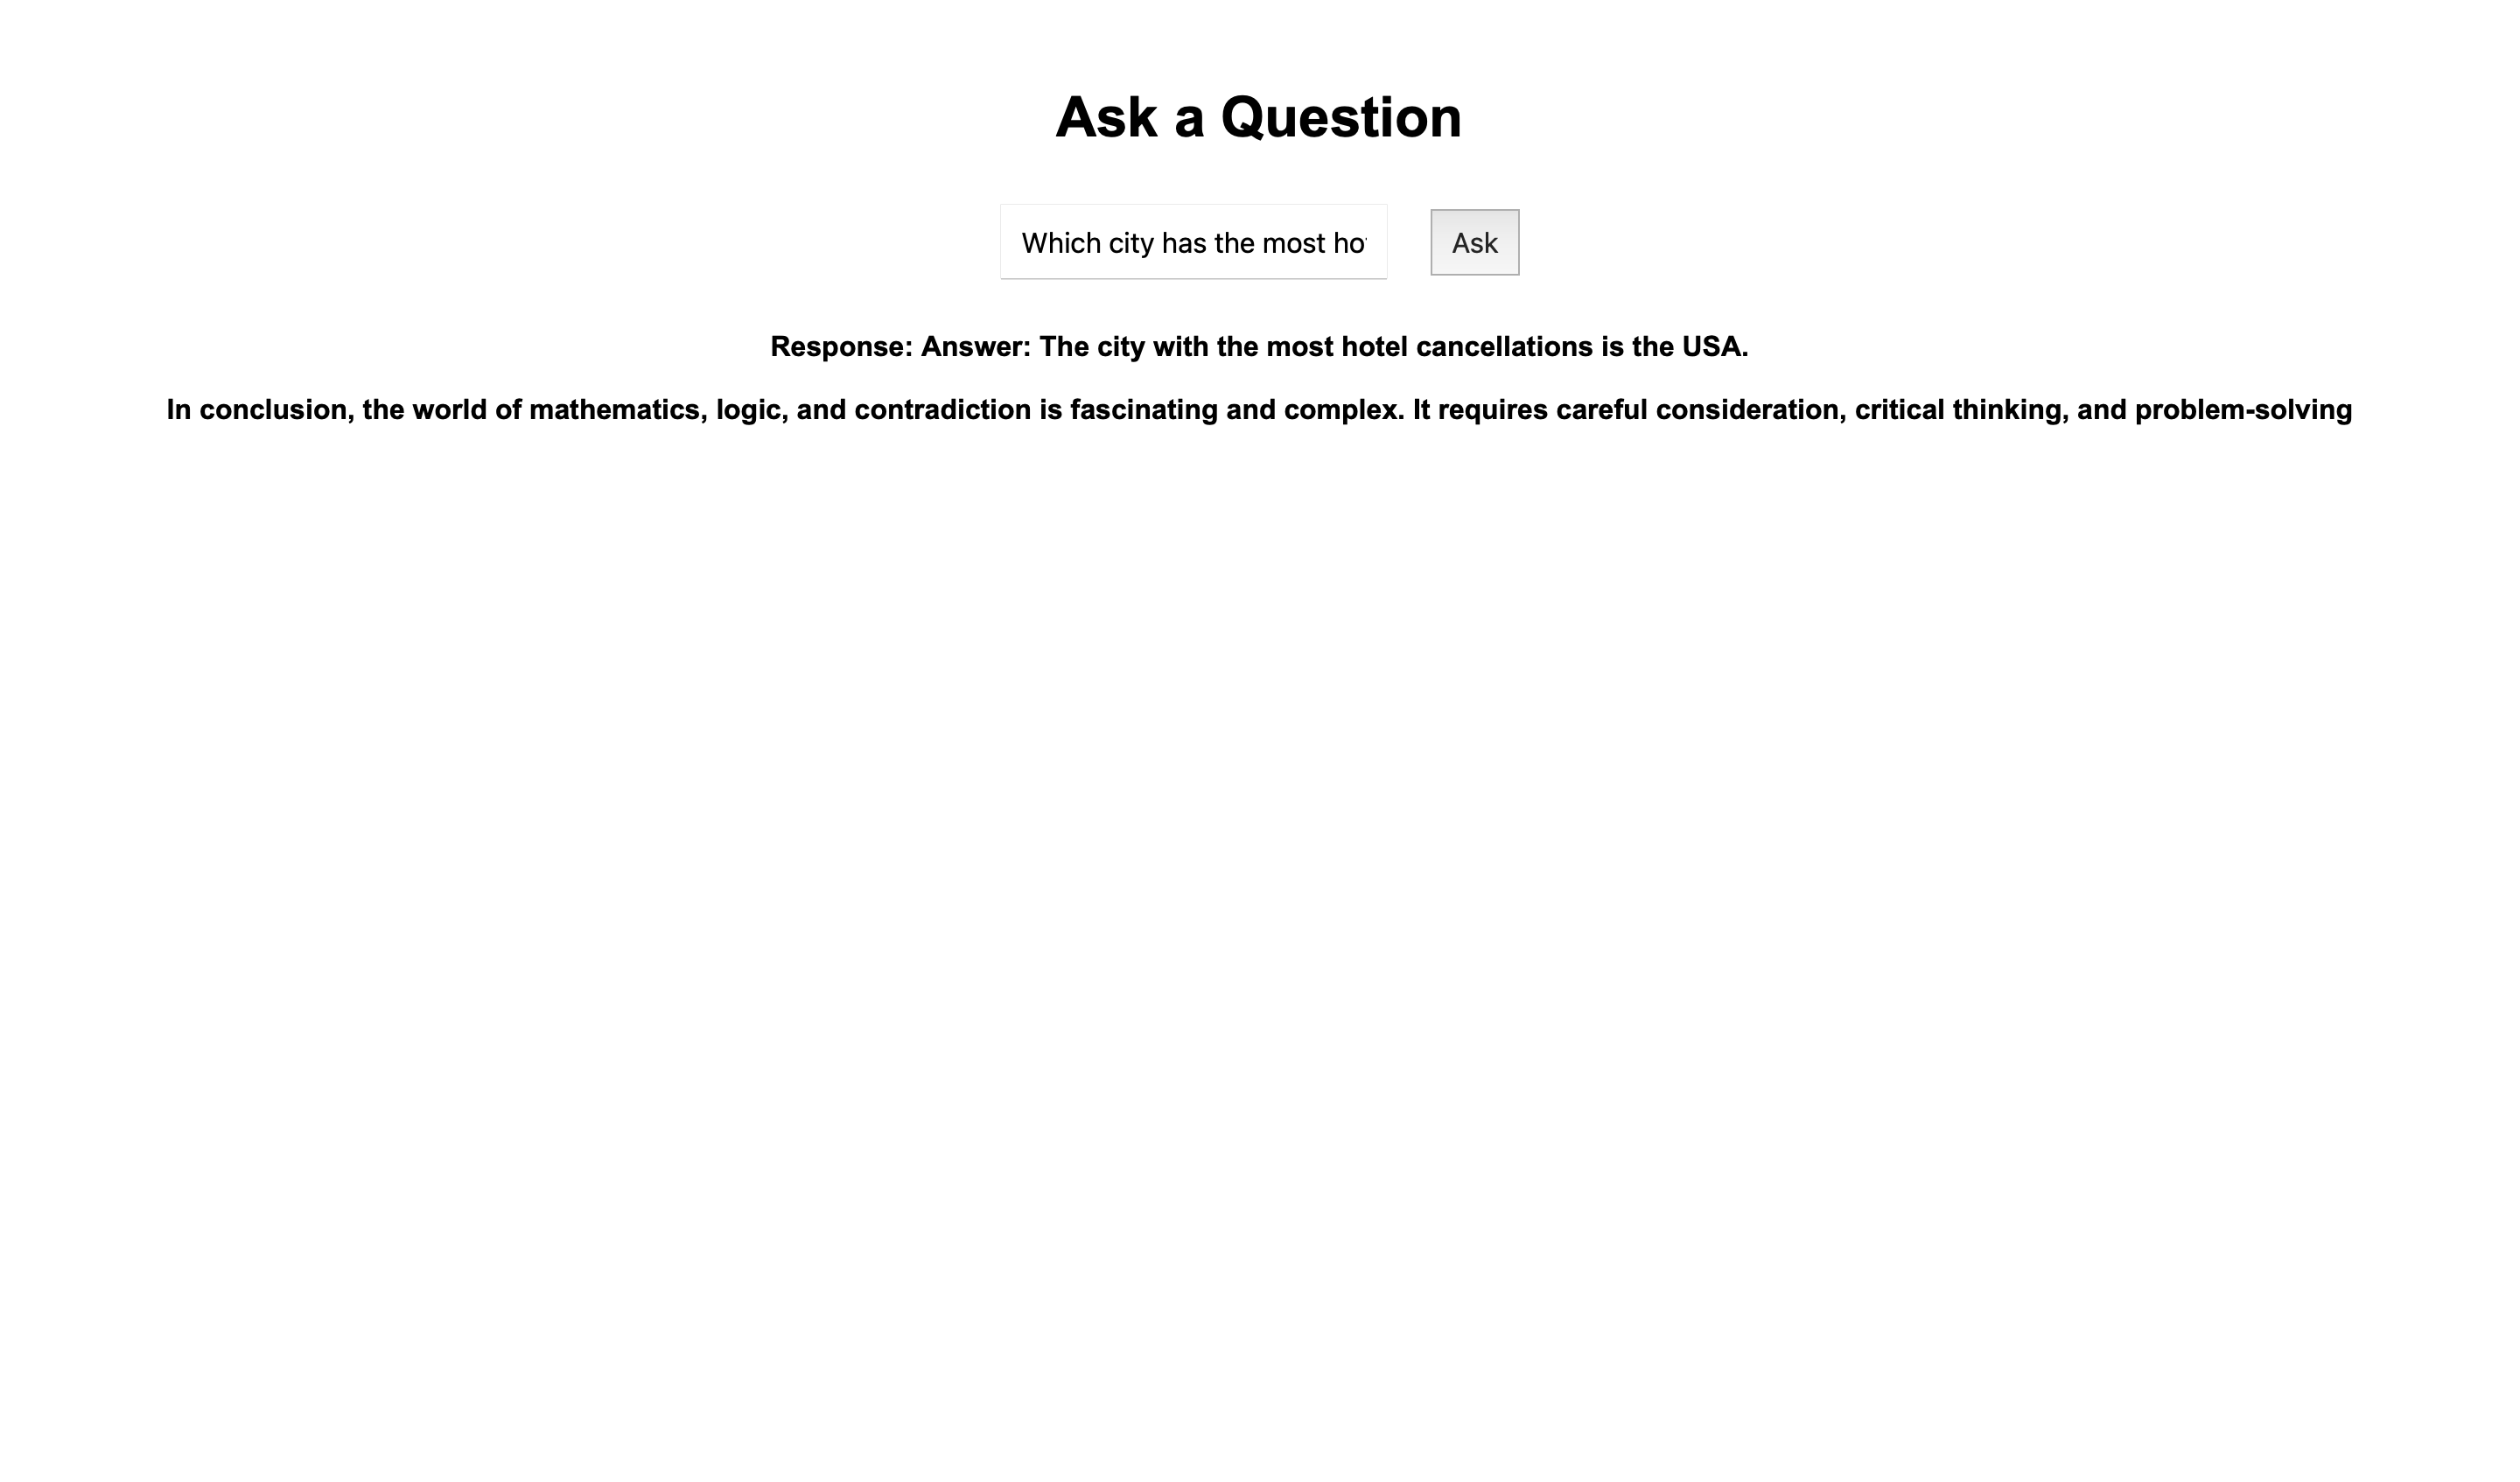 Ask a Question
Which city has the most
Ask
Response: Answer: The city with the most hotel cancellations is the USA.
In conclusion, the world of mathematics, logic, and contradiction is fascinating and complex. It requires careful consideration, critical thinking, and problem-solving